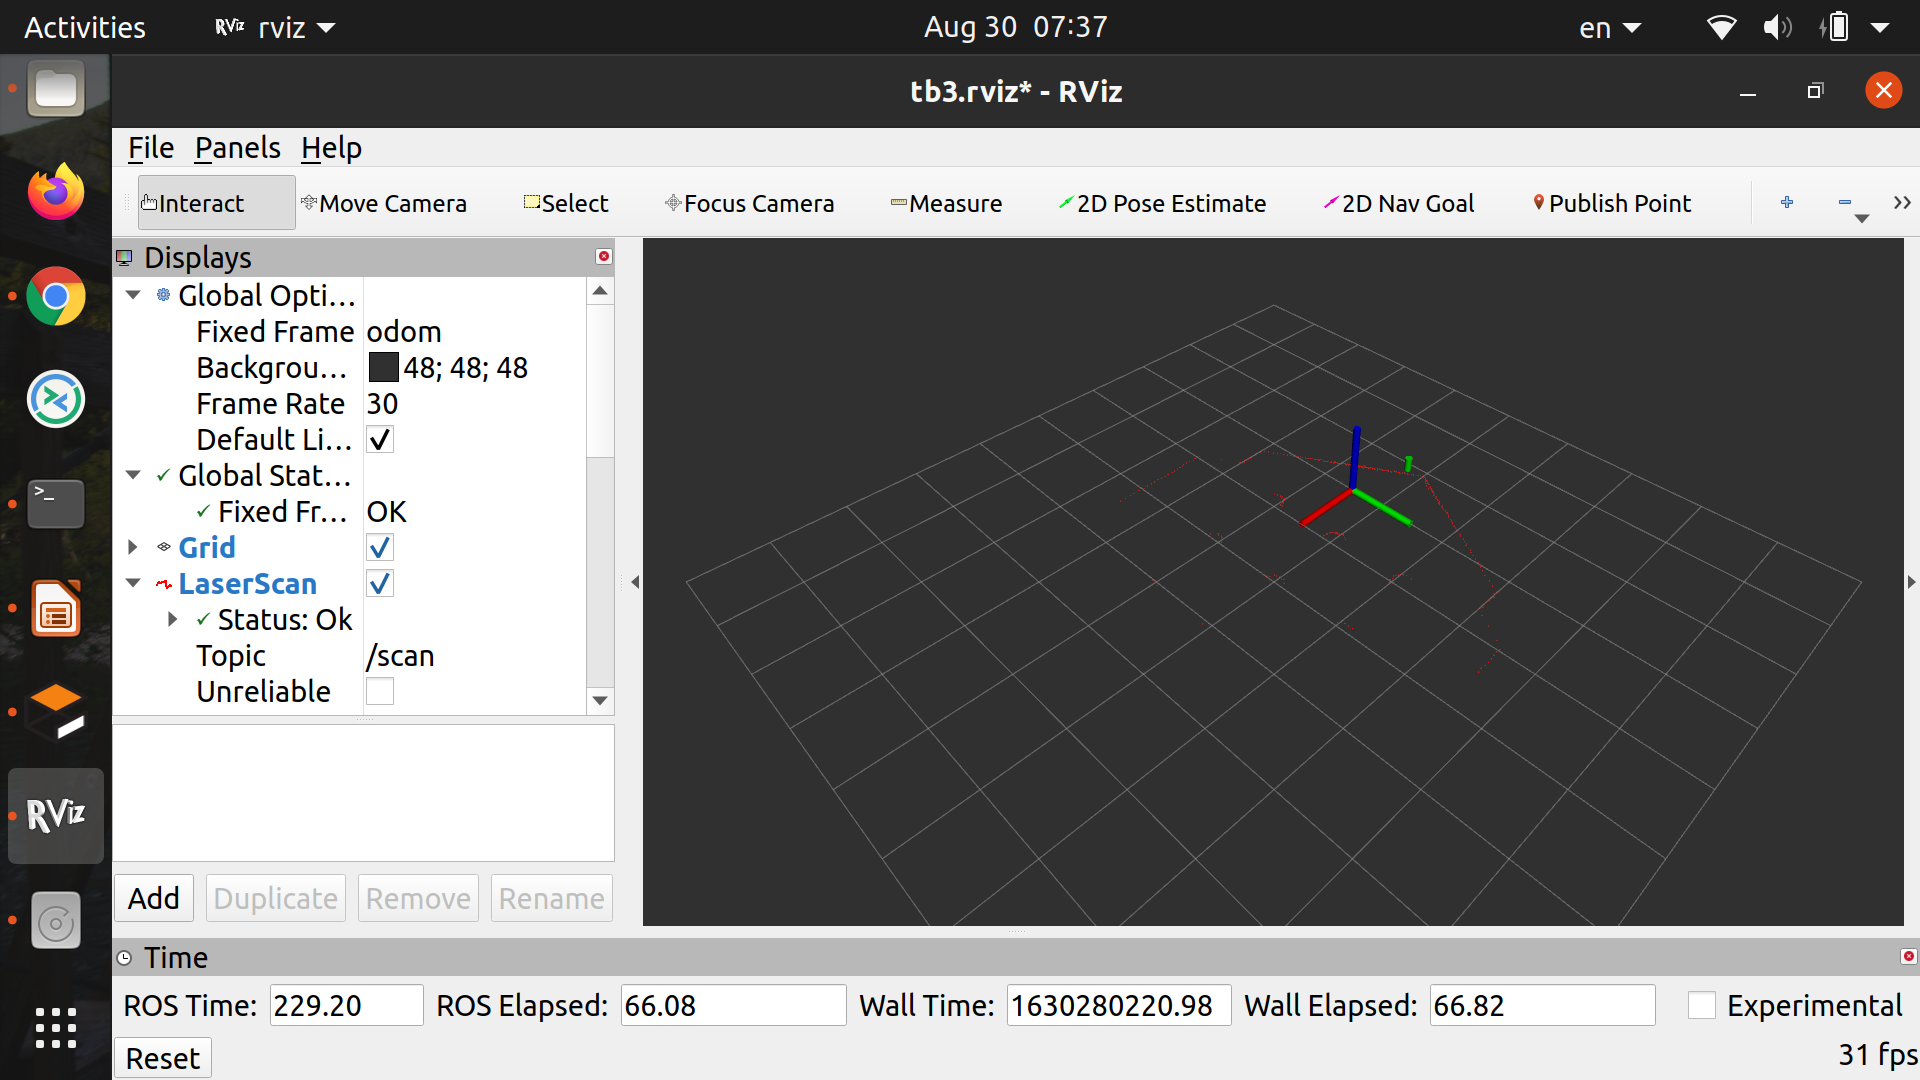 Activities RViz rviz Aug 30 07:37 en
tb3.rviz* - RViz
File Panels Help
Interact Move Camera Select Focus Camera Measure 2D Pose Estimate 2D Nav Goal Publish Point
Displays
Global Opti...
Fixed Frame odom
Backgrou... 48; 48; 48
Frame Rate 30
Default Li...
Global Stat...
Fixed Fr... OK
Grid
LaserScan
Status: Ok
Topic /scan
Unreliable
RViz
Add Duplicate Remove Rename
Time
ROS Time: 229.20 ROS Elapsed: 66.08 Wall Time: 1630280220.98 Wall Elapsed: 66.82 Experimental
Reset 31 fps